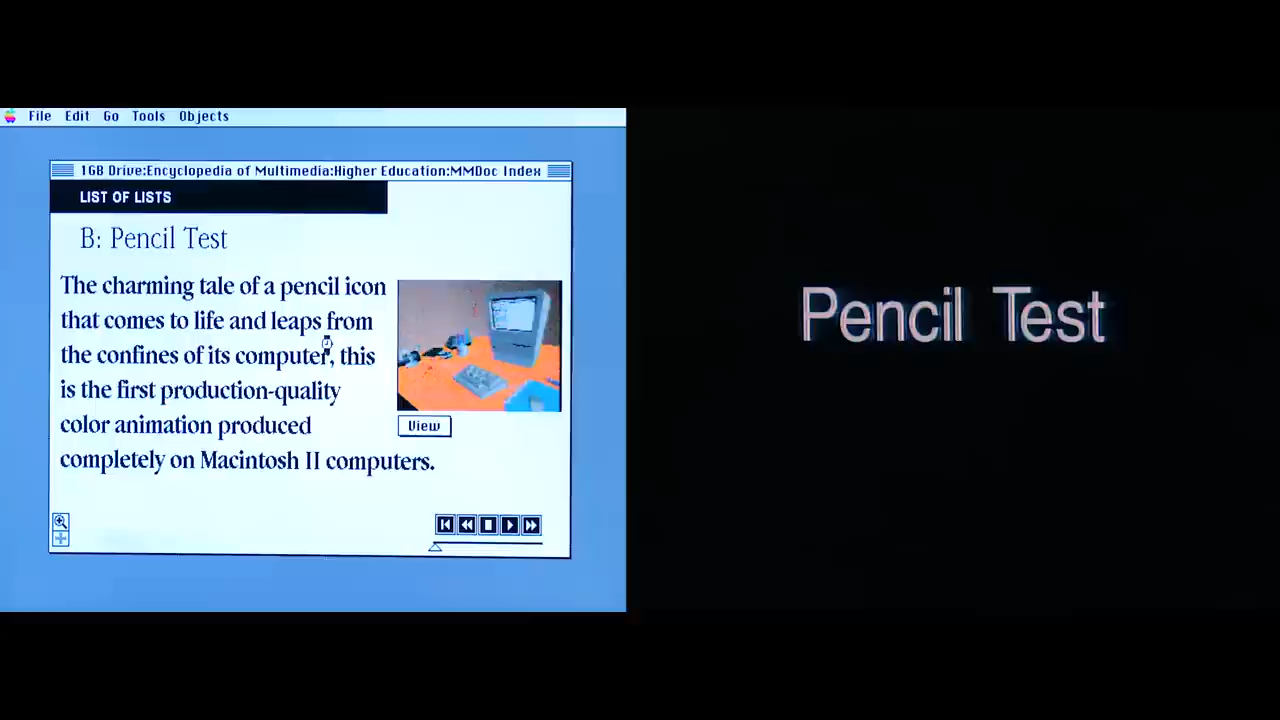 File Edit Go Tools Objects
1GB Drive:Encyclopedia of Multimedia:Higher Education:MMDoc Index
LIST OF LISTS
B: Pencil Test
The charming tale of a pencil icon
that comes to life and leaps from
the confines of its computer, this
is the first production-quality
color animation produced
completely on Macintosh II computers.
View
Pencil Test